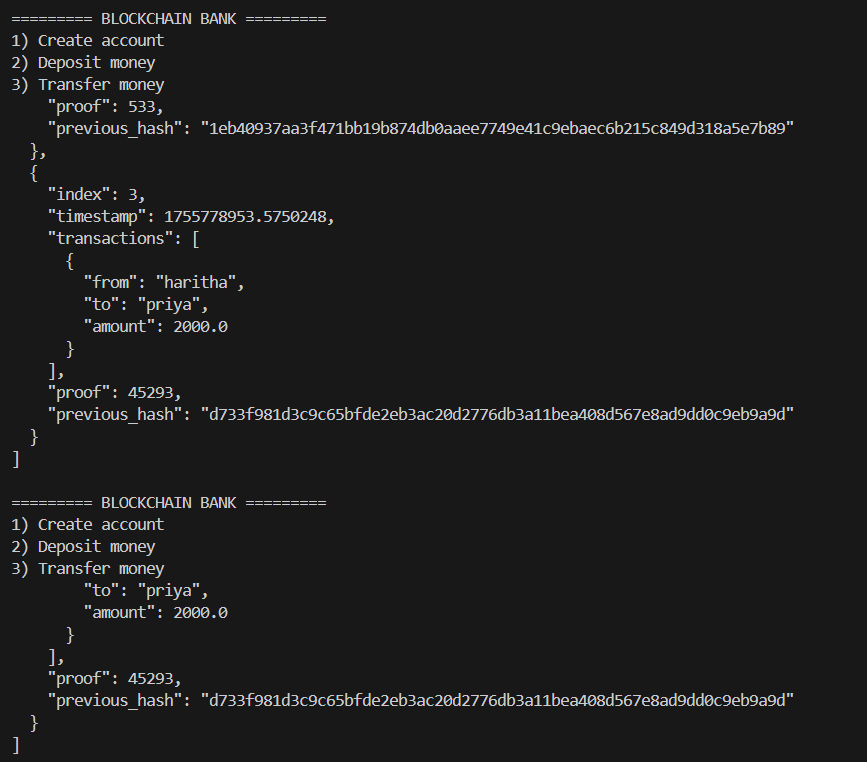 ========= BLOCKCHAIN BANK =========
1) Create account
2) Deposit money
3) Transfer money
    "proof": 533,
    "previous_hash": "1eb40937aa3f471bb19b874db0aaee7749e41c9ebaec6b215c849d318a5e7b89"
  },
  {
    "index": 3,
    "timestamp": 1755778953.5750248,
    "transactions": [
      {
        "from": "haritha",
        "to": "priya",
        "amount": 2000.0
      }
    ],
    "proof": 45293,
    "previous_hash": "d733f981d3c9c65bfde2eb3ac20d2776db3a11bea408d567e8ad9dd0c9eb9a9d"
  }
]

========= BLOCKCHAIN BANK =========
1) Create account
2) Deposit money
3) Transfer money
        "to": "priya",
        "amount": 2000.0
      }
    ],
    "proof": 45293,
    "previous_hash": "d733f981d3c9c65bfde2eb3ac20d2776db3a11bea408d567e8ad9dd0c9eb9a9d"
  }
]